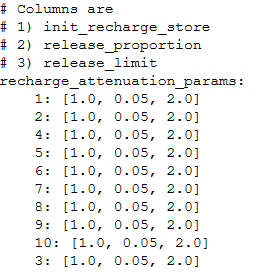 # Columns are
# 1) init_recharge_store
# 2) release_proportion
# 3) release_limit
recharge_attenuation_params:
    1: [1.0, 0.05, 2.0]
    2: [1.0, 0.05, 2.0]
    4: [1.0, 0.05, 2.0]
    5: [1.0, 0.05, 2.0]
    6: [1.0, 0.05, 2.0]
    7: [1.0, 0.05, 2.0]
    8: [1.0, 0.05, 2.0]
    9: [1.0, 0.05, 2.0]
    10: [1.0, 0.05, 2.0]
    3: [1.0, 0.05, 2.0]